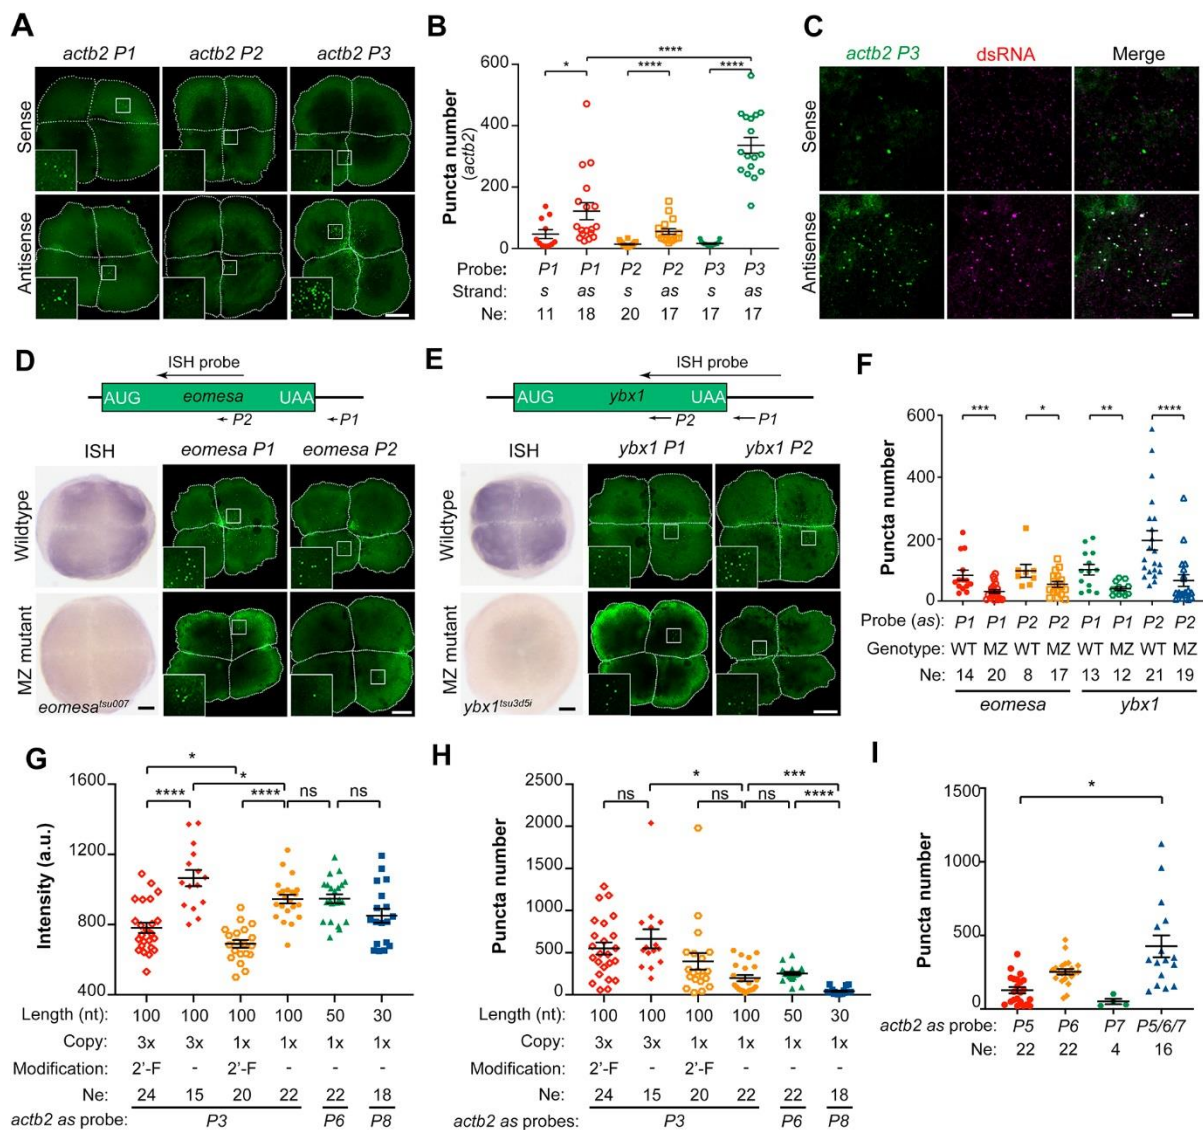 A
actb2 P1 actb2 P2 actb2 P3
Sense
Antisense
B
Puncta number
(actb2)
600
400
200
0
* **** **** ****
Probe: P1 P1 P2 P2 P3 P3
Strand: s as s as s as
Ne: 11 18 20 17 17 17
C
actb2 P3 dsRNA Merge
Sense
Antisense
D
ISH probe
AUG eomesa UAA
P2 P1
ISH eomesa P1 eomesa P2
Wildtype
MZ mutant
eomesa^tsu007
E
ISH probe
AUG ybx1 UAA
P2 P1
ISH ybx1 P1 ybx1 P2
Wildtype
MZ mutant
ybx1^tsu3d5i
F
Puncta number
600
400
200
0
*** * ** ****
Probe (as) P1 P1 P2 P2 P1 P1 P2 P2
Genotype: WT MZ WT MZ WT MZ WT MZ
Ne: 14 20 8 17 13 12 21 19
eomesa ybx1
G
Intensity (a.u.)
1600
1200
800
400
*
*
**** **** ns ns
Length (nt): 100 100 100 100 50 30
Copy: 3x 3x 1x 1x 1x 1x
Modification: 2'-F - 2'-F - - -
Ne: 24 15 20 22 22 18
actb2 as probe: P3 P6 P8
H
Puncta number
2500
2000
1500
1000
500
0
* ***
ns ns ns ****
Length (nt): 100 100 100 100 50 30
Copy: 3x 3x 1x 1x 1x 1x
Modification: 2'-F - 2'-F - - -
Ne: 24 15 20 22 22 18
actb2 as probes: P3 P6 P8
I
Puncta number
1500
1000
500
0
*
actb2 as probe: P5 P6 P7 P5/6/7
Ne: 22 22 4 16